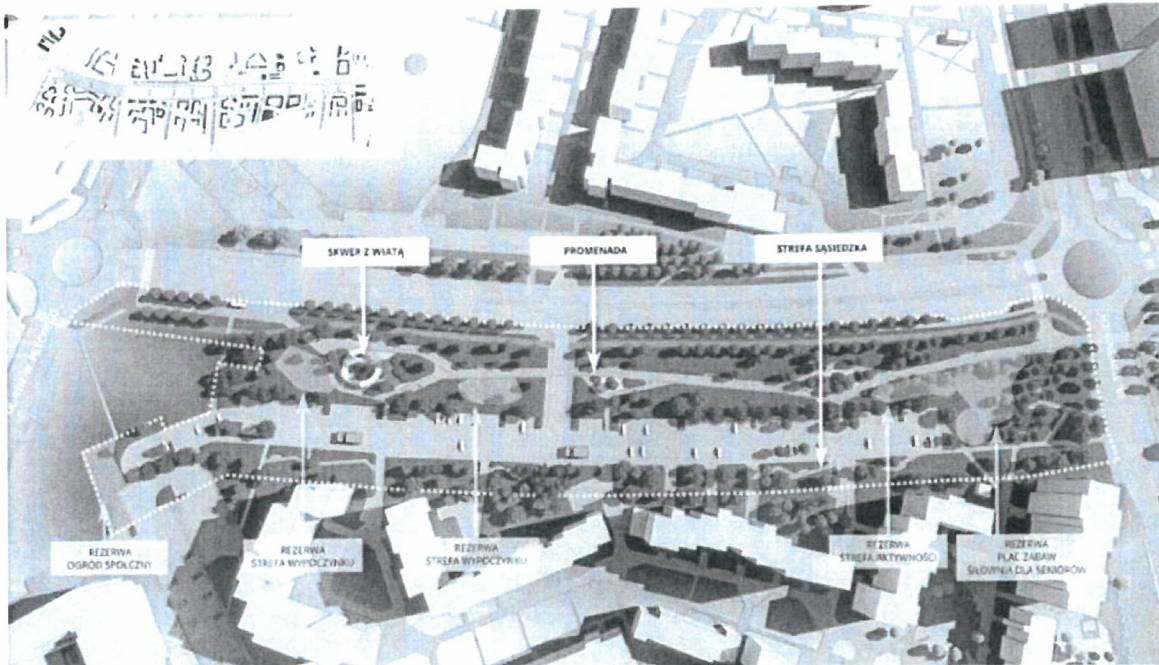 SKWER Z WIATĄ
PROMENADA
STREFA SĄSIEDZKA
REZERWA
OGRÓD SPOŁCZNY
REZERWA
STREFA WYPOCZYNKU
REZERWA
STREFA WYPOCZYNKU
REZERWA
STREFA AKTYWNOŚCI
REZERWA
PLAC ZABAW
SIŁOWNIA DLA SENIORÓW